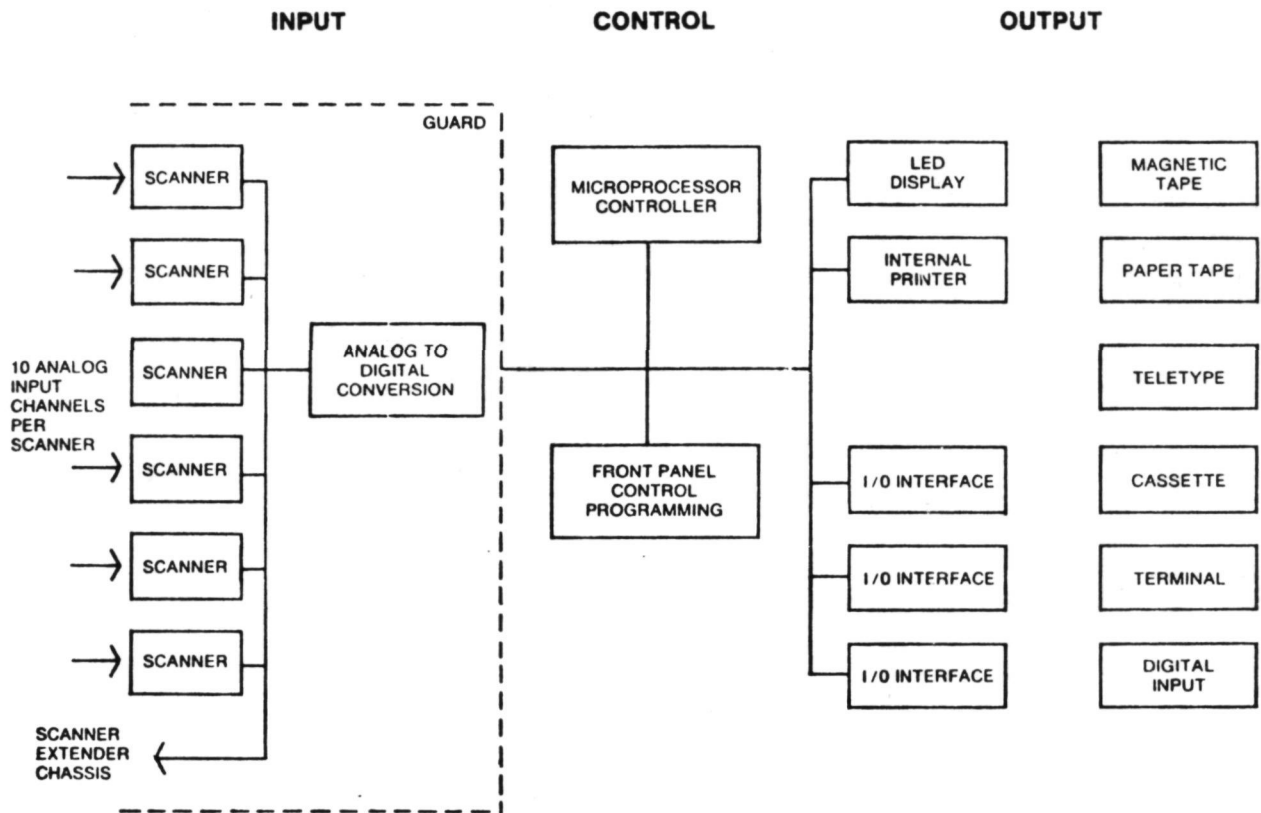 INPUT
CONTROL
OUTPUT
GUARD
SCANNER
SCANNER
SCANNER
SCANNER
SCANNER
SCANNER
10 ANALOG
INPUT
CHANNELS
PER
SCANNER
SCANNER
EXTENDER
CHASSIS
ANALOG TO
DIGITAL
CONVERSION
MICROPROCESSOR
CONTROLLER
FRONT PANEL
CONTROL
PROGRAMMING
LED
DISPLAY
INTERNAL
PRINTER
I/O INTERFACE
I/O INTERFACE
I/O INTERFACE
MAGNETIC
TAPE
PAPER TAPE
TELETYPE
CASSETTE
TERMINAL
DIGITAL
INPUT